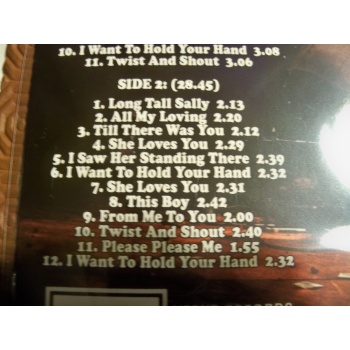 10. I Want To Hold Your Hand 3.08
11. Twist And Shout 3.06
SIDE 2: (28.45)
1. Long Tall Sally 2.13
2. All My Loving 2.20
3. Till There Was You 2.12
4. She Loves You 2.29
5. I Saw Her Standing There 2.39
6. I Want To Hold Your Hand 2.32
7. She Loves You 2.31
8. This Boy 2.42
9. From Me To You 2.00
10. Twist And Shout 2.40
11. Please Please Me 1.55
12. I Want To Hold Your Hand 2.32